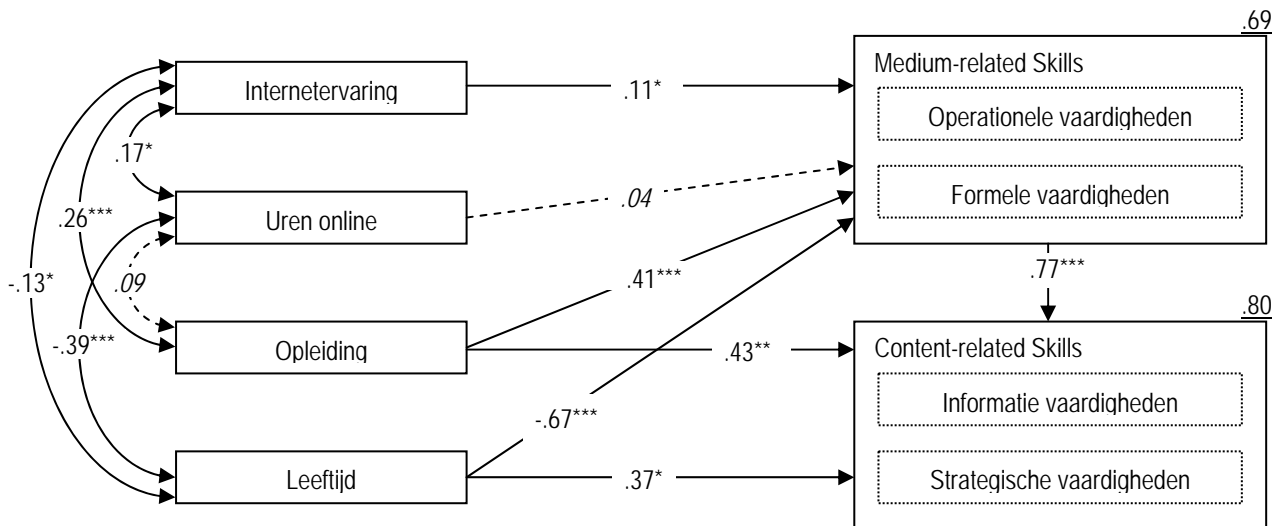 .69
Medium-related Skills
Internetervaring
.11*
Operationele vaardigheden
.17*
Formele vaardigheden
.26***
Uren online
.04
-.13*
.09
.41***
.77***
-.39***
.80
Opleiding
.43**
Content-related Skills
Informatie vaardigheden
-.67***
Leeftijd
.37*
Strategische vaardigheden